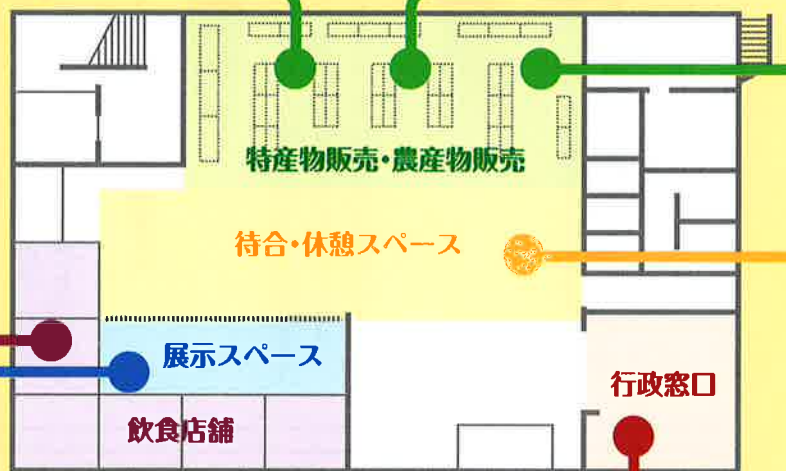 特産物販売・農産物販売
待合・休憩スペース
展示スペース
行政窓口
飲食店舗